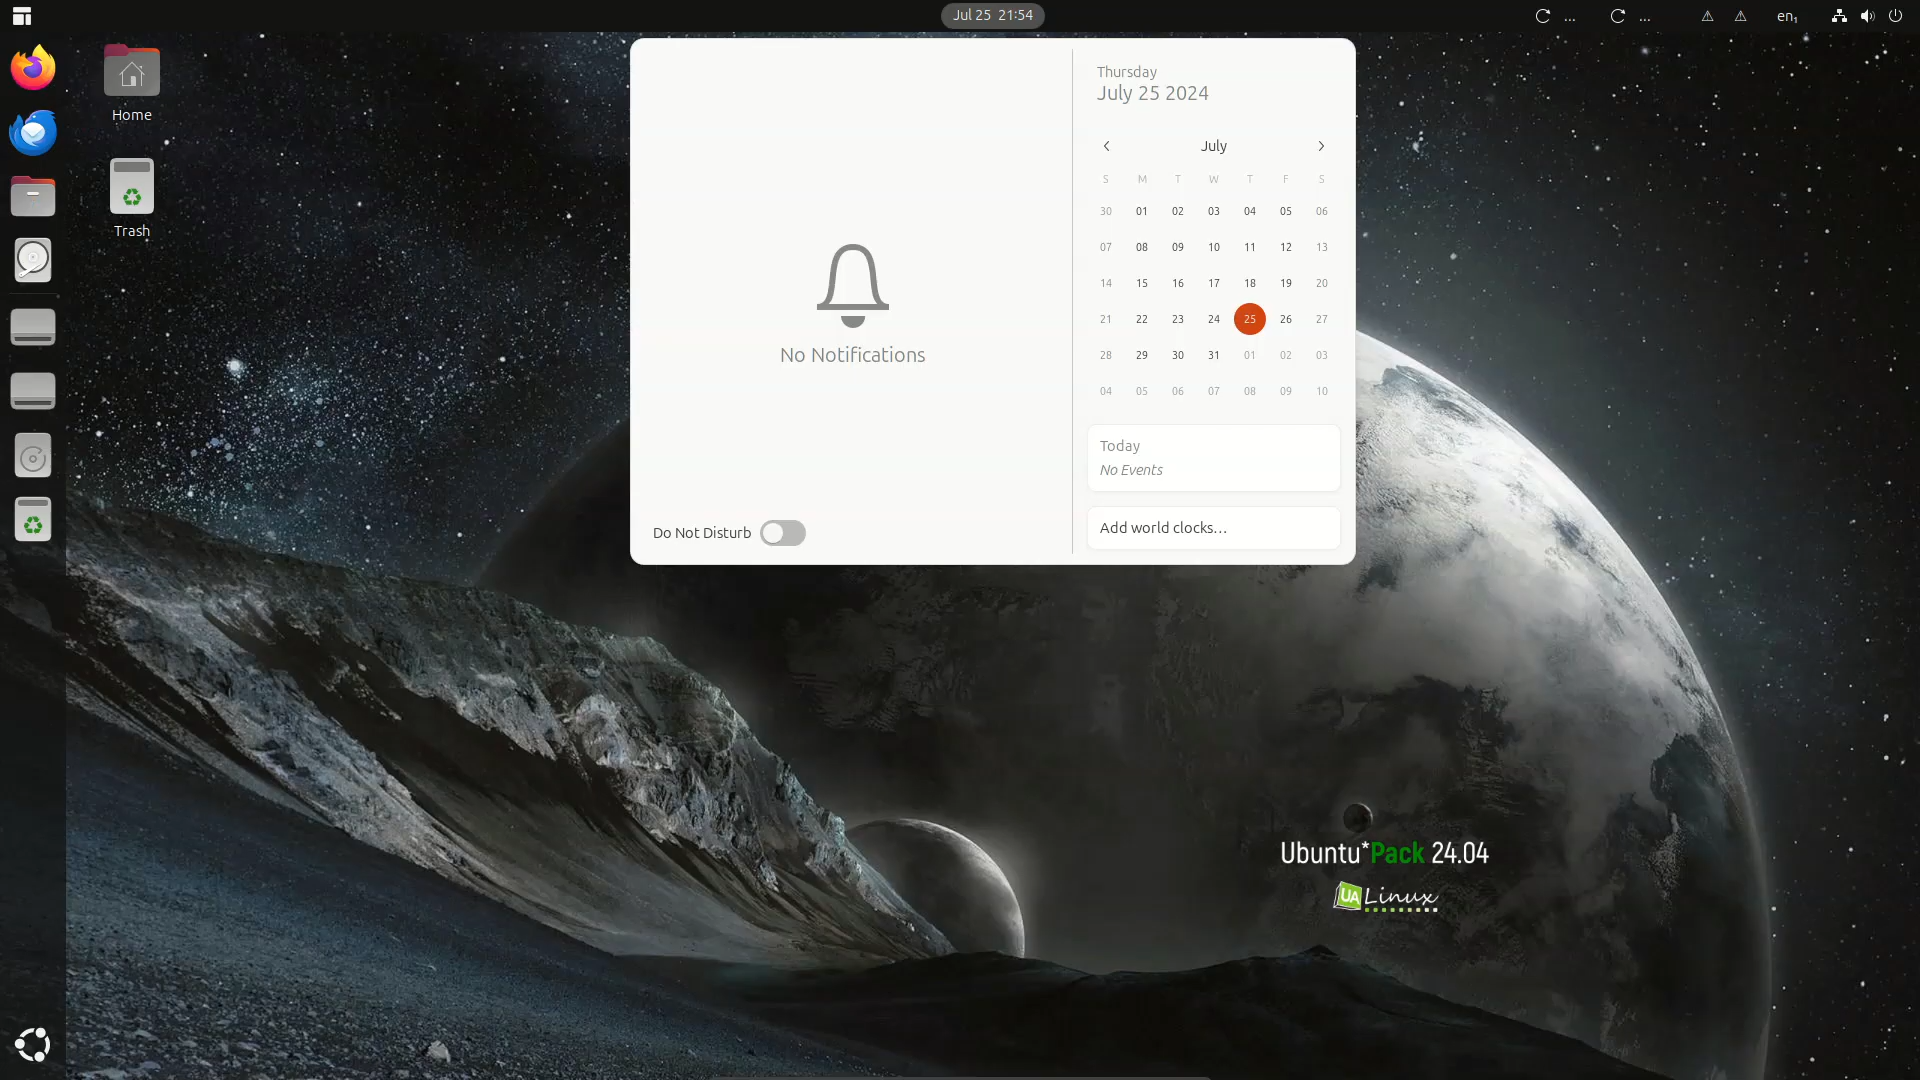 Jul 25 21:54
...
...
en₁
Home
Trash
No Notifications
Do Not Disturb
Thursday
July 25 2024
July
S M T W T F S
30 01 02 03 04 05 06
07 08 09 10 11 12 13
14 15 16 17 18 19 20
21 22 23 24 25 26 27
28 29 30 31 01 02 03
04 05 06 07 08 09 10
Today
No Events
Add world clocks...
Ubuntu*Pack 24.04
UALinux